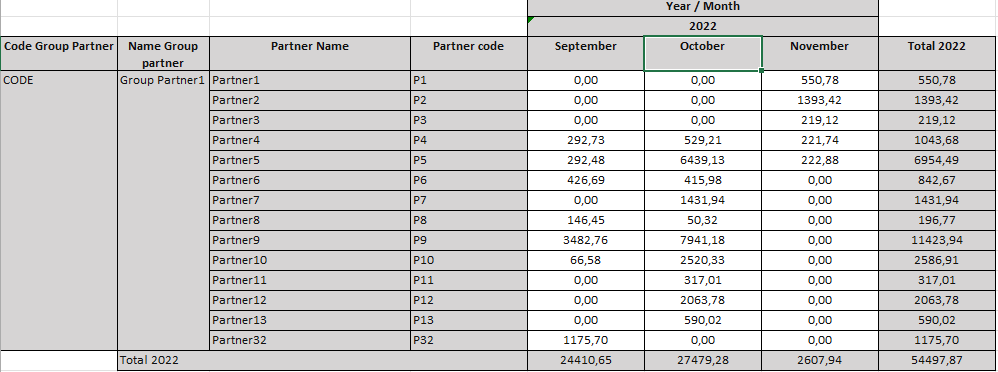 Year / Month
2022
Code Group Partner Name Group partner Partner Name Partner code September October November Total 2022
CODE Group Partner1 Partner1 P1 0,00 0,00 550,78 550,78
Partner2 P2 0,00 0,00 1393,42 1393,42
Partner3 P3 0,00 0,00 219,12 219,12
Partner4 P4 292,73 529,21 221,74 1043,68
Partner5 P5 292,48 6439,13 222,88 6954,49
Partner6 P6 426,69 415,98 0,00 842,67
Partner7 P7 0,00 1431,94 0,00 1431,94
Partner8 P8 146,45 50,32 0,00 196,77
Partner9 P9 3482,76 7941,18 0,00 11423,94
Partner10 P10 66,58 2520,33 0,00 2586,91
Partner11 P11 0,00 317,01 0,00 317,01
Partner12 P12 0,00 2063,78 0,00 2063,78
Partner13 P13 0,00 590,02 0,00 590,02
Partner32 P32 1175,70 0,00 0,00 1175,70
Total 2022 24410,65 27479,28 2607,94 54497,87